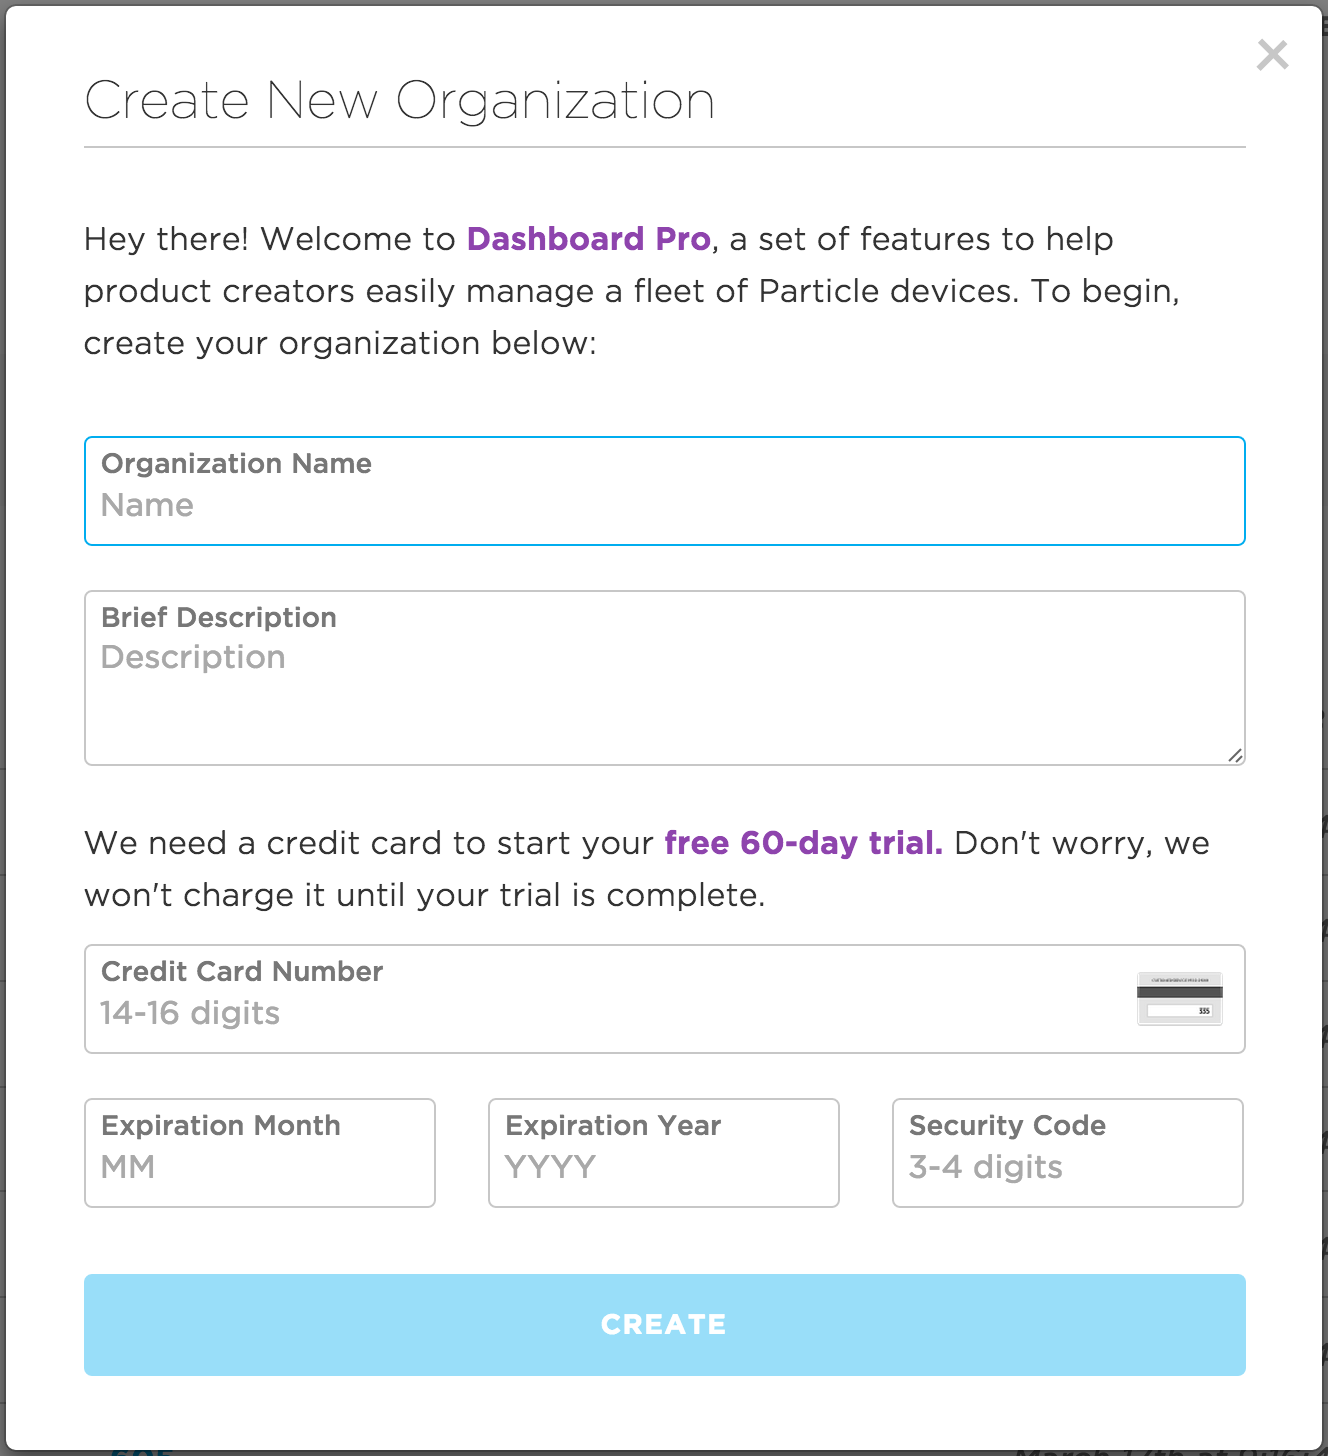 Create New Organization
Hey there! Welcome to Dashboard Pro, a set of features to help
product creators easily manage a fleet of Particle devices. To begin,
create your organization below:
Organization Name
Name
Brief Description
Description
We need a credit card to start your free 60-day trial. Don't worry, we
won't charge it until your trial is complete.
Credit Card Number
14-16 digits
335
Expiration Month
MM
Expiration Year
YYYY
Security Code
3-4 digits
CREATE